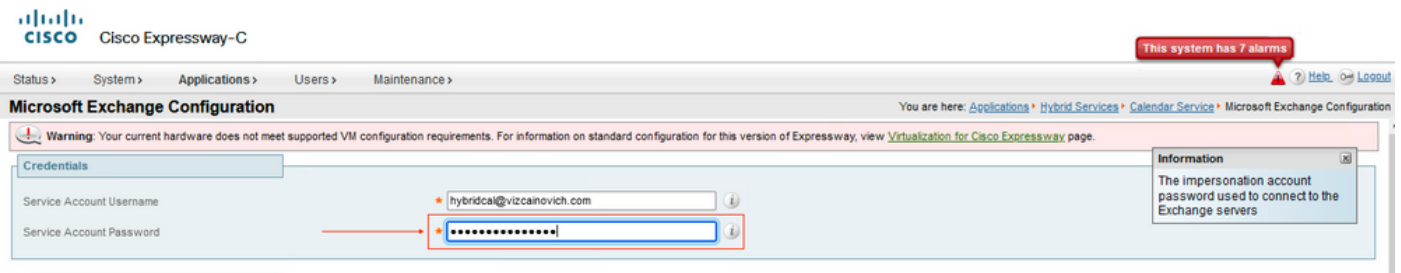 CISCO Cisco Expressway-C
This system has 7 alarms
Status > System > Applications > Users > Maintenance >
? Help Logout
Microsoft Exchange Configuration
You are here: Applications Hybrid Services Calendar Service Microsoft Exchange Configuration
Warning: Your current hardware does not meet supported VM configuration requirements. For information on standard configuration for this version of Expressway, view Virtualization for Cisco Expressway page.
Credentials
Information
The impersonation account
password used to connect to the
Exchange servers
Service Account Username * hybridcal@vizcainovich.com i
Service Account Password * ••••••••••••••• i